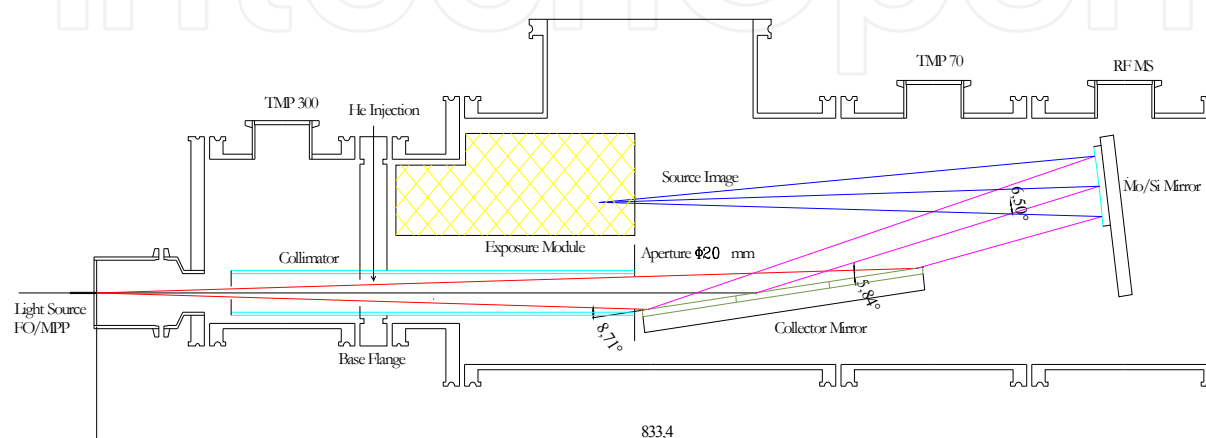 TMP 300
He Injection
TMP 70
RF MS
Source Image
Mo/Si Mirror
6,50°
Exposure Module
Collimator
Aperture Φ20 mm
Light Source
FO/MPP
5,84°
8,71°
Collector Mirror
Base Flange
833,4